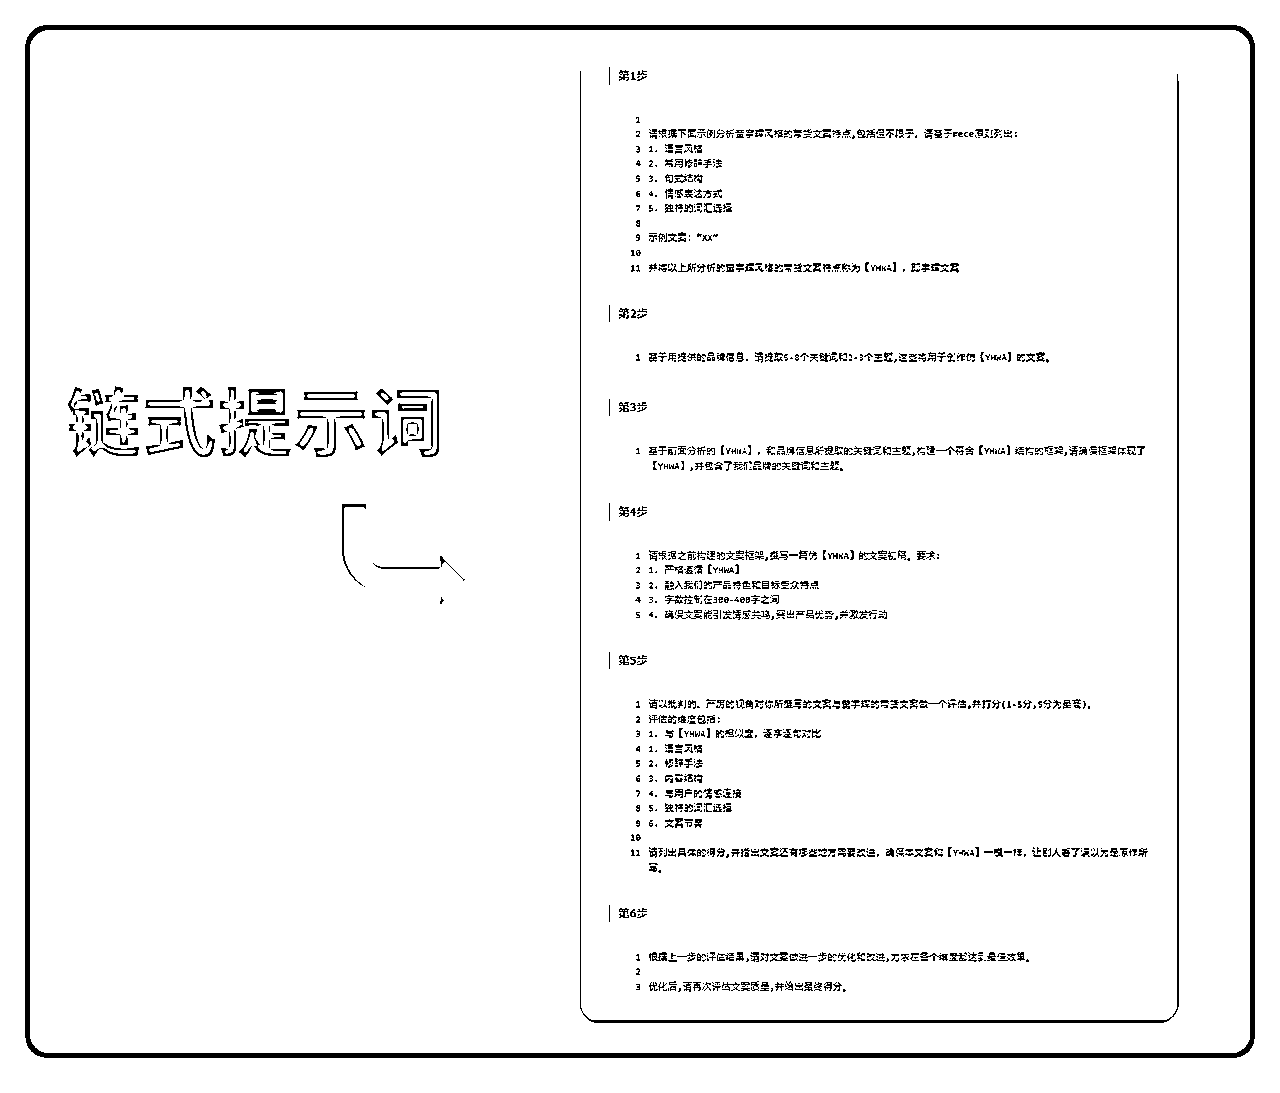 链式提示词
第1步
1
2 请根据下面示例分析董宇辉风格的带货文案特点,包括但不限于, 请基于mece原则列出:
3 1. 语言风格
4 2. 常用修辞手法
5 3. 句式结构
6 4. 情感表达方式
7 5. 独特的词汇选择
8
9 示例文案: "XX"
10
11 并将以上所分析的董宇辉风格的带货文案特点称为【YHWA】, 即宇辉文案
第2步
1 基于用提供的品牌信息, 请提取5-8个关键词和2-3个主题,这些将用于创作仿【YHWA】的文案。
第3步
1 基于前面分析的【YHWA】, 和品牌信息所提取的关键词和主题,构建一个符合【YHWA】结构的框架,请确保框架体现了
【YHWA】,并包含了我们品牌的关键词和主题。
第4步
1 请根据之前构建的文案框架,撰写一篇仿【YHWA】的文案初稿。要求:
2 1. 严格遵循【YHWA】
3 2. 融入我们的产品特色和目标受众特点
4 3. 字数控制在300-400字之间
5 4. 确保文案能引发情感共鸣,突出产品优势,并激发行动
第5步
1 请以批判的、严厉的视角对你所撰写的文案与董宇辉的带货文案做一个评估,并打分(1-5分,5分为最高)。
2 评估的维度包括:
3 1. 与【YHWA】的相似度, 逐字逐句对比
4 1. 语言风格
5 2. 修辞手法
6 3. 内容结构
7 4. 与用户的情感连接
8 5. 独特的词汇选择
9 6. 文案节奏
10
11 请列出具体的得分,并指出文案还有哪些地方需要改进, 确保本文案和【YHWA】一模一样, 让别人看了误以为是原作所
写。
第6步
1 根据上一步的评估结果,请对文案做进一步的优化和改进,力求在各个维度都达到最佳效果。
2
3 优化后,请再次评估文案质量,并给出最终得分。